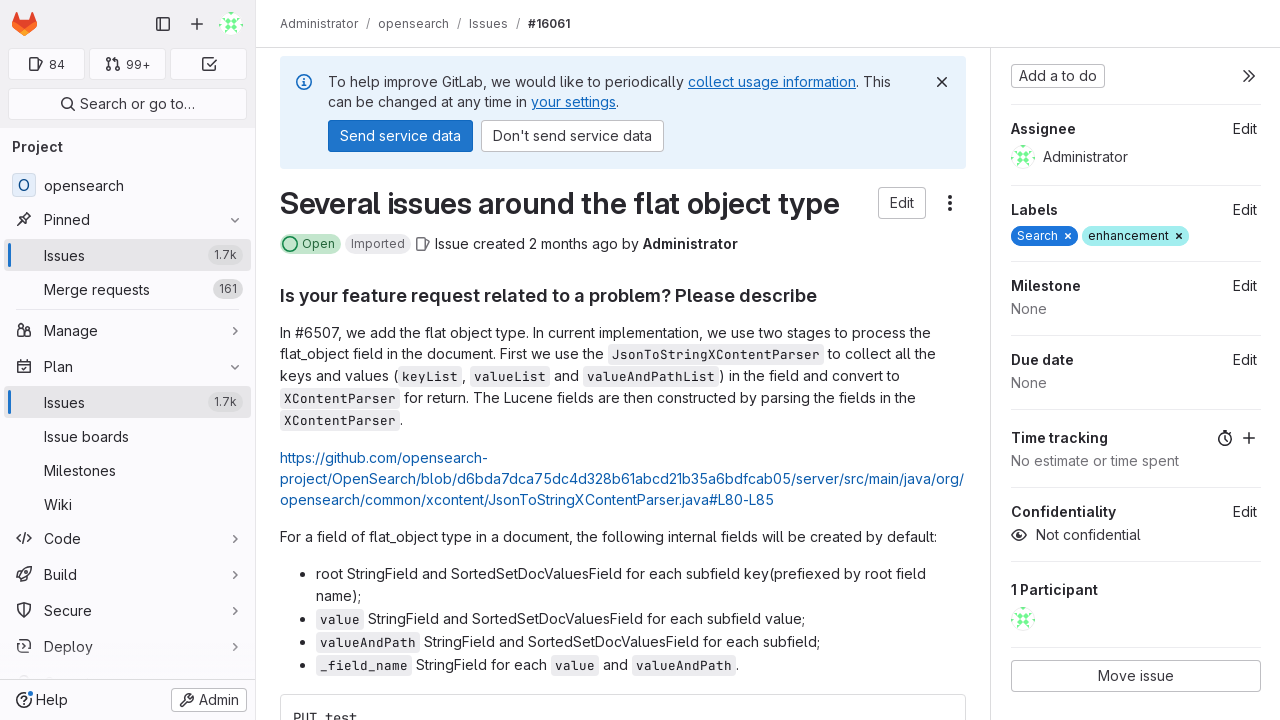 Administrator / opensearch / Issues / #16061
84
99+
Search or go to…
Project
O opensearch
Pinned
Issues 1.7k
Merge requests 161
Manage
Plan
Issues 1.7k
Issue boards
Milestones
Wiki
Code
Build
Secure
Deploy
Help
Admin
To help improve GitLab, we would like to periodically collect usage information. This
can be changed at any time in your settings.
Send service data
Don't send service data
Several issues around the flat object type
Edit
Open Imported Issue created 2 months ago by Administrator
Is your feature request related to a problem? Please describe
In #6507, we add the flat object type. In current implementation, we use two stages to process the
flat_object field in the document. First we use the JsonToStringXContentParser to collect all the
keys and values (keyList, valueList and valueAndPathList) in the field and convert to
XContentParser for return. The Lucene fields are then constructed by parsing the fields in the
XContentParser.
https://github.com/opensearch-
project/OpenSearch/blob/d6bda7dca75dc4d328b61abcd21b35a6bdfcab05/server/src/main/java/org/
opensearch/common/xcontent/JsonToStringXContentParser.java#L80-L85
For a field of flat_object type in a document, the following internal fields will be created by default:
• root StringField and SortedSetDocValuesField for each subfield key(prefiexed by root field
name);
• value StringField and SortedSetDocValuesField for each subfield value;
• valueAndPath StringField and SortedSetDocValuesField for each subfield;
• _field_name StringField for each value and valueAndPath.
PUT test
Add a to do
Assignee Edit
Administrator
Labels Edit
Search × enhancement ×
Milestone Edit
None
Due date Edit
None
Time tracking
No estimate or time spent
Confidentiality Edit
Not confidential
1 Participant
Move issue